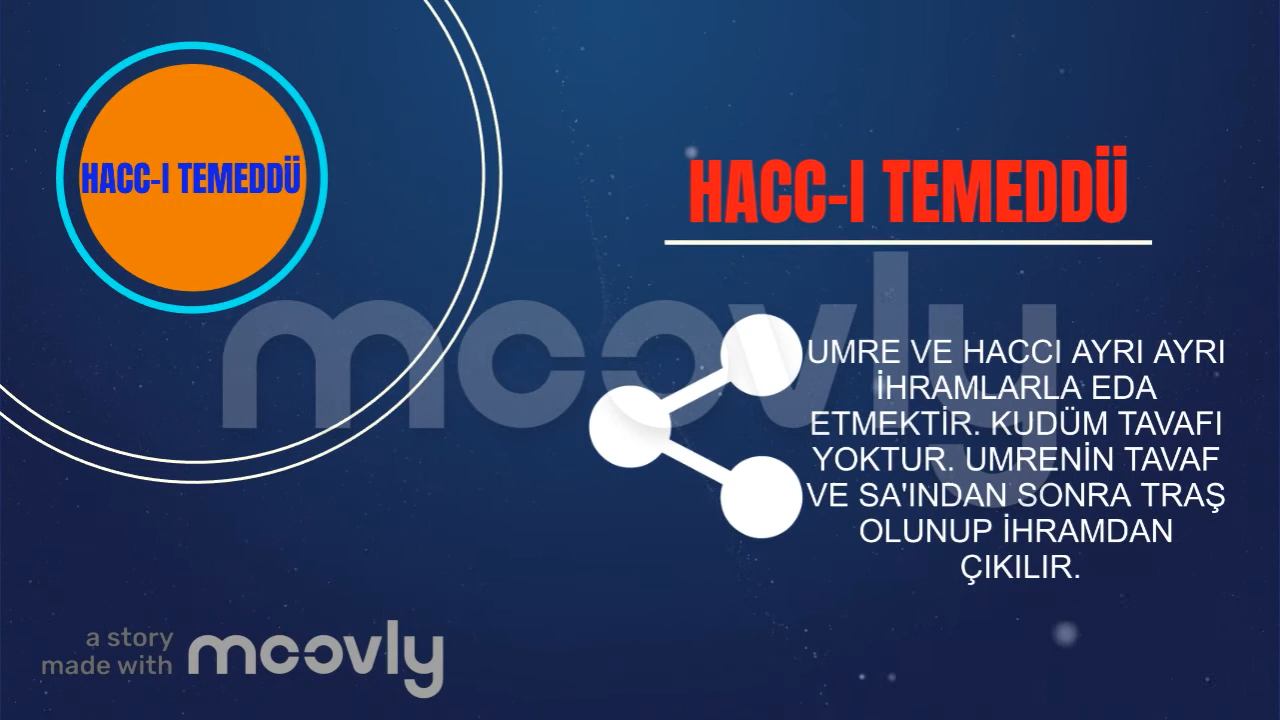 HACC-I TEMEDDÜ
HACC-I TEMEDDÜ
moovly
UMRE VE HACCI AYRI AYRI
İHRAMLARLA EDA
ETMEKTİR. KUDÜM TAVAFI
YOKTUR. UMRENİN TAVAF
VE SA'INDAN SONRA TRAŞ
OLUNUP İHRAMDAN
ÇIKILIR.
a story
made with moovly